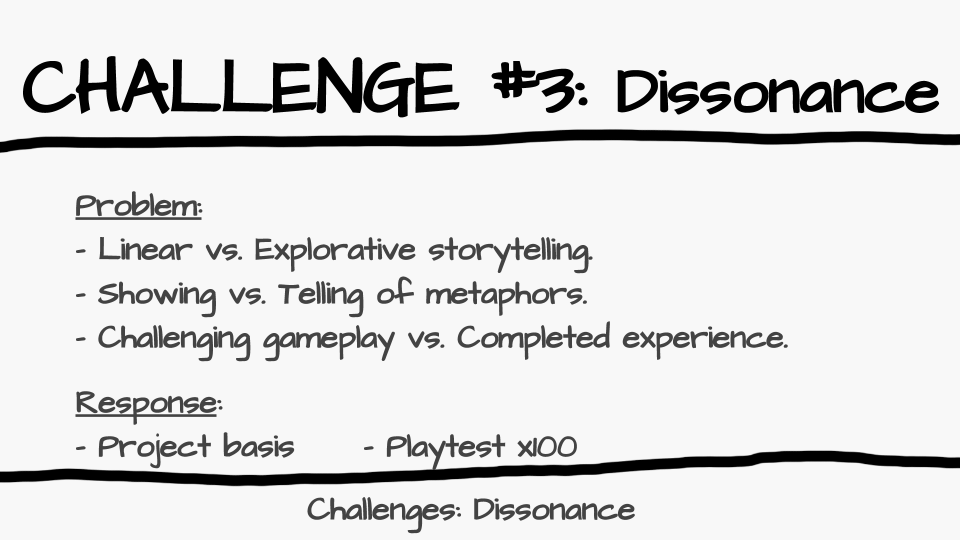 CHALLENGE #3: Dissonance
Problem:
- Linear vs. Explorative storytelling.
- Showing vs. Telling of metaphors.
- Challenging gameplay vs. Completed experience.
Response:
- Project basis - Playtest x100
Challenges: Dissonance